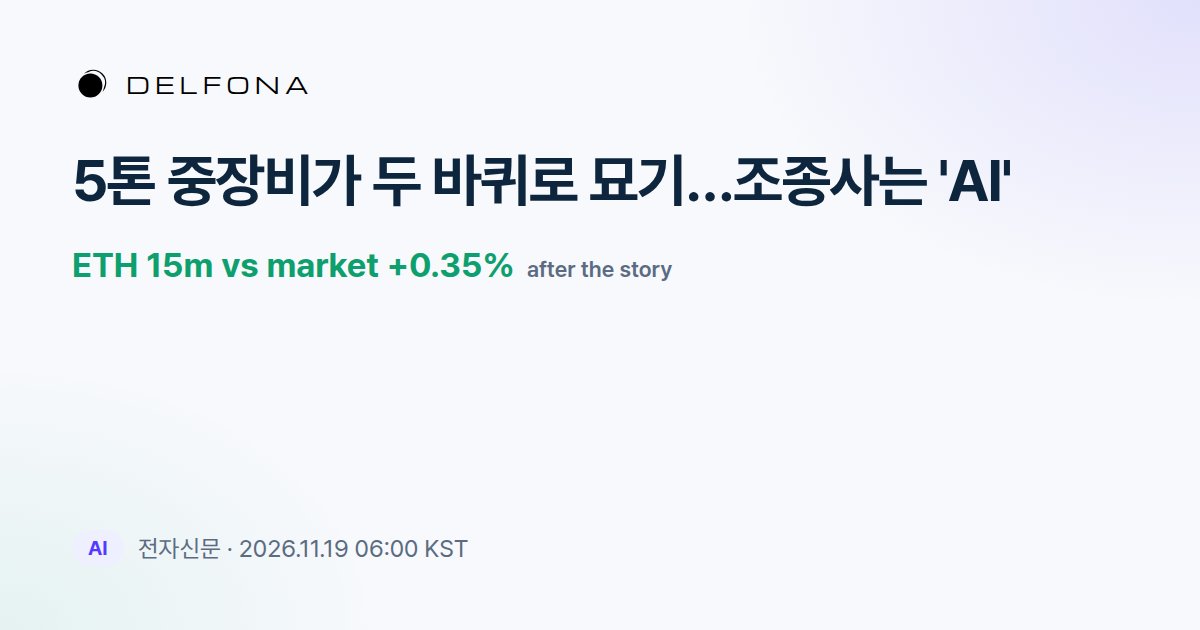 DELFONA
5톤 중장비가 두 바퀴로 묘기…조종사는 'AI'
ETH 15m vs market +0.35% after the story
AI 전자신문 · 2026.11.19 06:00 KST